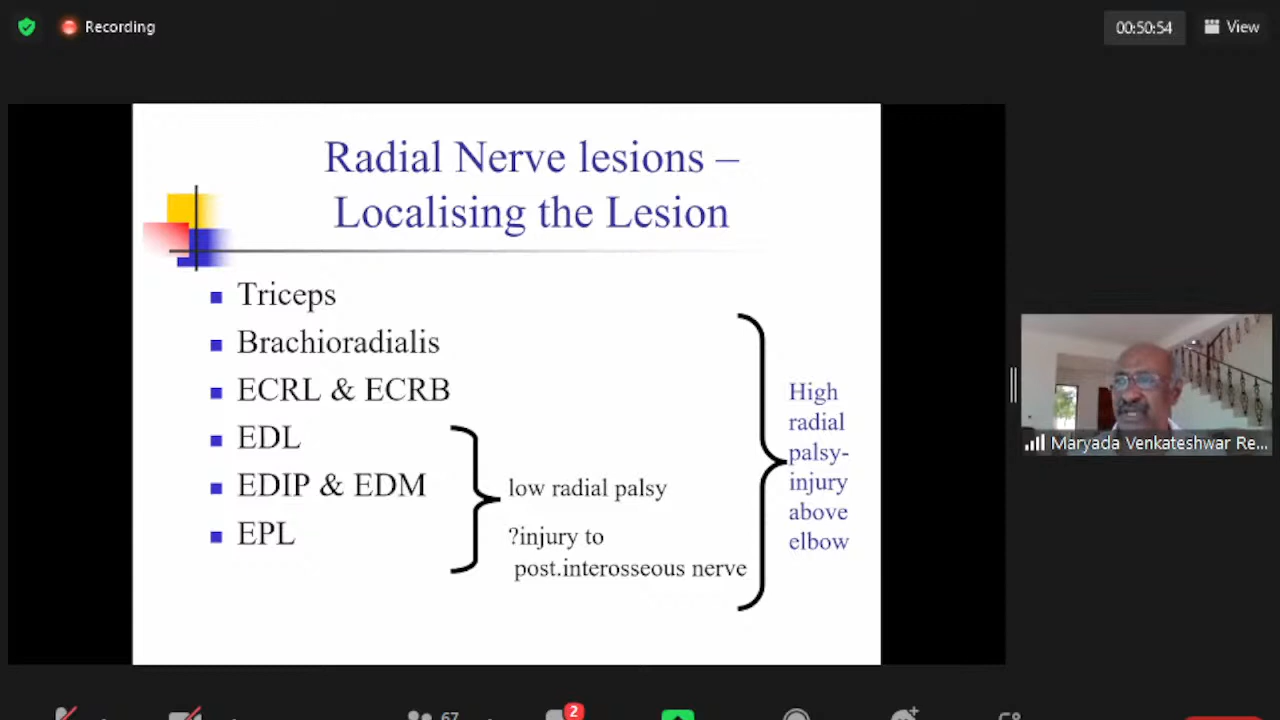 Recording
00:50:54
View
Radial Nerve lesions –
Localising the Lesion
Triceps
Brachioradialis
ECRL & ECRB
EDL
EDIP & EDM
EPL
low radial palsy
?injury to
post.interosseous nerve
High
radial
palsy-
injury
above
elbow
Maryada Venkateshwar Re...
67
2